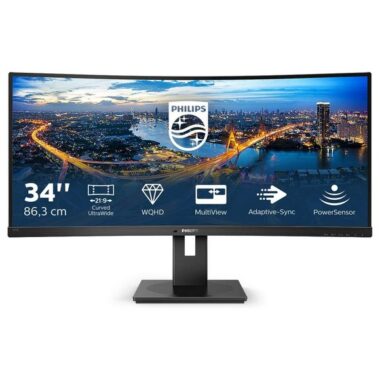 PHILIPS
34''
86,3 cm
21:9
Curved
UltraWide
WQHD
MultiView
Adaptive-Sync
PowerSensor
PHILIPS